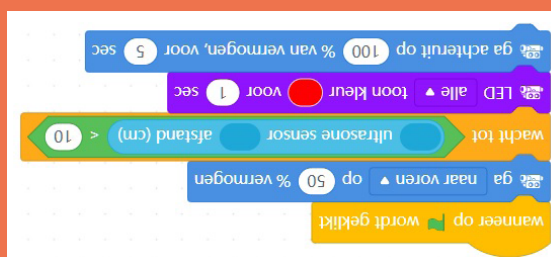 wanneer op wordt geklikt
ga naar voren ▾ op 50 % vermogen
wacht tot ultrasone sensor afstand (cm) < 10
LED alle ▾ toon kleur voor 1 sec
ga achteruit op 100 % van vermogen, voor 5 sec